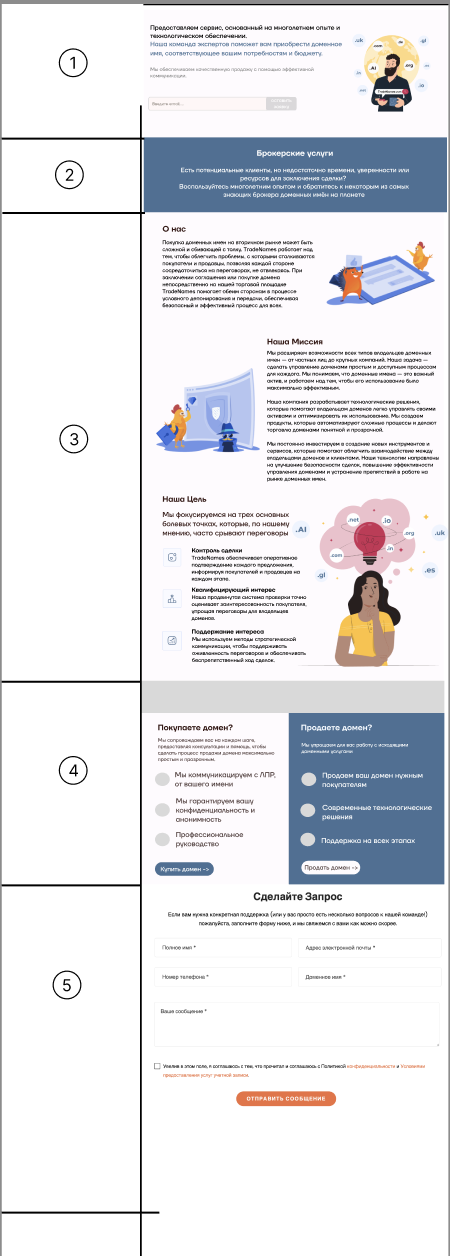 1
Предоставляем сервис, основанный на многолетнем опыте и
технологическом обеспечении.
Наша команда экспертов поможет вам приобрести доменное
имя, соответствующее вашим потребностям и бюджету.
Мы обеспечиваем качественную продажу с помощью эффективной
коммуникации.
Введите email...
.uk
.com
.eu
.gl
.in
.AI
.org
.es
TradeNames.com
.io
2
Брокерские услуги
Есть потенциальные клиенты, но недостаточно времени, уверенности или
ресурсов для заключения сделки?
Воспользуйтесь многолетним опытом и обратитесь к некоторым из самых
знающих брокера доменных имён на планете
3
О нас
Покупка доменных имен на вторичном рынке может быть
сложной и сбивающей с толку. TradeNames работает над
тем, чтобы облегчить проблемы, с которыми сталкиваются
покупатели и продавцы, позволяя каждой стороне
сосредоточиться на переговорах, не отвлекаясь. При
заключении соглашения или покупке домена
непосредственно на нашей торговой площадке
TradeNames помогает обеим сторонам в процессе
условного депонирования и передачи, обеспечивая
безопасный и эффективный процесс для всех.
Наша Миссия
Мы расширяем возможности всех типов владельцев доменных
имен — от частных лиц до крупных компаний. Наша задача —
сделать управление доменами простым и доступным процессом
для каждого. Мы понимаем, что доменные имена — это важный
актив, и работаем над тем, чтобы его использование было
максимально эффективным.
Наша компания разрабатывает технологические решения,
которые помогают владельцам доменов легко управлять своими
активами и оптимизировать их использование. Мы создаем
продукты, которые автоматизируют сложные процессы и делают
торговлю доменами понятной и прозрачной.
Мы постоянно инвестируем в создание новых инструментов и
сервисов, которые помогают облегчить взаимодействие между
владельцами доменов и клиентами. Наши технологии направлены
на улучшение безопасности сделок, повышение эффективности
управления доменами и устранение препятствий в работе на
рынке доменных имен.
Наша Цель
Мы фокусируемся на трех основных
болевых точках, которые, по нашему
мнению, часто срывают переговоры
Контроль сделки
TradeNames обеспечивает оперативное
подтверждение каждого предложения,
информируя покупателей и продавцов на
каждом этапе.
Квалифицирующий интерес
Наша продвинутая система проверки точно
оценивает заинтересованность покупателя,
упрощая переговоры для владельцев
доменов.
Поддержание интереса
Мы используем методы стратегической
коммуникации, чтобы поддерживать
оживленность переговоров и обеспечивать
беспрепятственный ход сделок.
.net
.io
.AI
.org
.uk
.in
.com
.gl
.es
4
Покупаете домен?
Мы сопровождаем вас на каждом шаге,
предоставляя консультации и помощь, чтобы
сделать процесс продажи домена максимально
простым и прозрачным.
Мы коммуникацируем с ЛПР,
от вашего имени
Мы гарантируем вашу
конфиденциальность и
анонимность
Профессиональное
руководство
Купить домен ->
Продаете домен?
Мы упрощаем для вас работу с исходящими
доменными услугами
Продаем ваш домен нужным
покупателям
Современные технологические
решения
Поддержка на всех этапах
Продать домен ->
5
Сделайте Запрос
Если вам нужна конкретная поддержка (или у вас просто есть несколько вопросов к нашей команде!)
пожалуйста, заполните форму ниже, и мы свяжемся с вами как можно скорее.
Полное имя *
Адрес электронной почты *
Номер телефона *
Доменное имя *
Ваше сообщение *
в этом поле, я соглашаюсь с тем, что прочитал и соглашаюсь с Политикой конфиденциальности и Условиями
предоставления услуг учетной записи.
ОТПРАВИТЬ СООБЩЕНИЕ